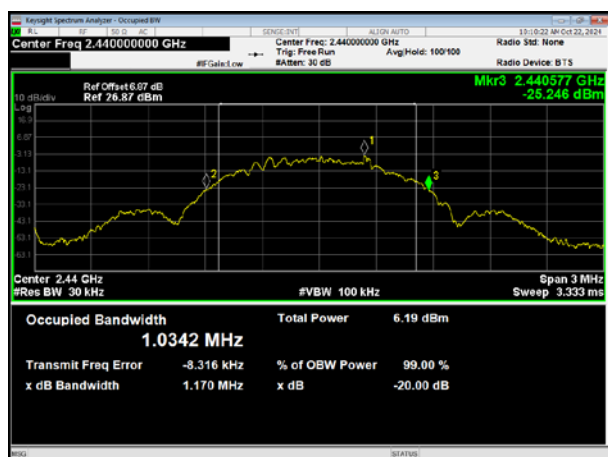 Keysight Spectrum Analyzer - Occupied BW
RL RF 50 Ω AC SENSE:INT ALIGN AUTO 10:10:22 AM Oct 22, 2024
Center Freq 2.440000000 GHz Center Freq: 2.440000000 GHz Radio Std: None
Trig: Free Run Avg|Hold: 100/100
#IFGain:Low #Atten: 30 dB Radio Device: BTS
Mkr3 2.440577 GHz
-25.246 dBm
Ref Offset 6.87 dB
10 dB/div Ref 26.87 dBm
Log
16.9
6.87
-3.13
-13.1
-23.1
-33.1
-43.1
-53.1
-63.1
1
2
3
Center 2.44 GHz Span 3 MHz
#Res BW 30 kHz #VBW 100 kHz Sweep 3.333 ms
Occupied Bandwidth Total Power 6.19 dBm
1.0342 MHz
Transmit Freq Error -8.316 kHz % of OBW Power 99.00 %
x dB Bandwidth 1.170 MHz x dB -20.00 dB
MSG STATUS